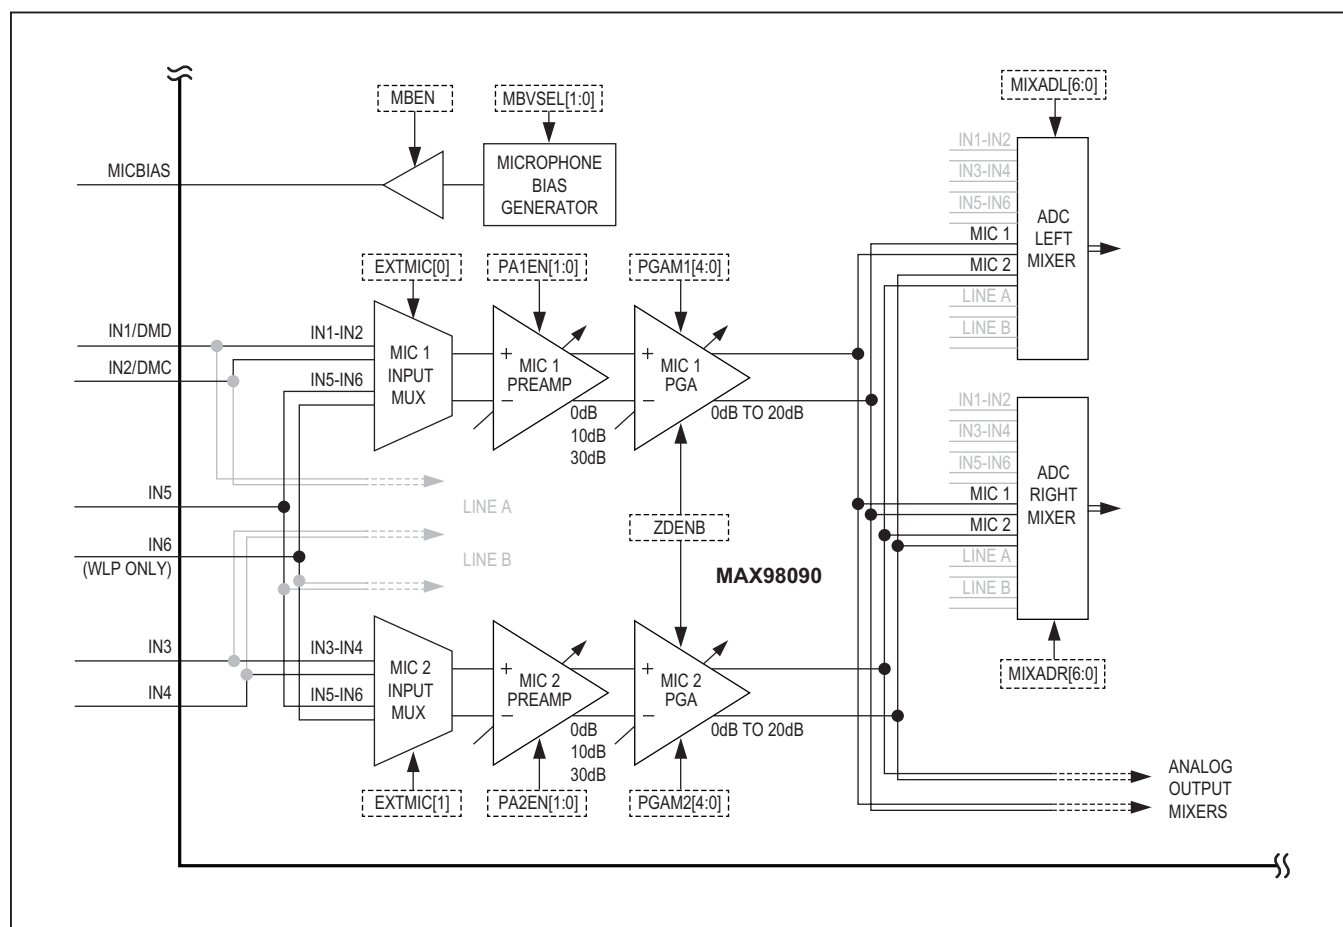 MBEN
MBVSEL[1:0]
MIXADL[6:0]
MICBIAS
MICROPHONE
BIAS
GENERATOR
IN1-IN2
IN3-IN4
IN5-IN6
MIC 1
MIC 2
LINE A
LINE B
ADC
LEFT
MIXER
EXTMIC[0]
PA1EN[1:0]
PGAM1[4:0]
IN1/DMD
IN2/DMC
IN1-IN2
IN5-IN6
MIC 1
INPUT
MUX
+
−
MIC 1
PREAMP
0dB
10dB
30dB
+
−
MIC 1
PGA
0dB TO 20dB
IN1-IN2
IN3-IN4
IN5-IN6
MIC 1
MIC 2
LINE A
LINE B
ADC
RIGHT
MIXER
IN5
LINE A
IN6
(WLP ONLY)
LINE B
ZDENB
MAX98090
IN3
IN4
IN3-IN4
IN5-IN6
MIC 2
INPUT
MUX
+
−
MIC 2
PREAMP
0dB
10dB
30dB
+
−
MIC 2
PGA
0dB TO 20dB
MIXADR[6:0]
EXTMIC[1]
PA2EN[1:0]
PGAM2[4:0]
ANALOG
OUTPUT
MIXERS